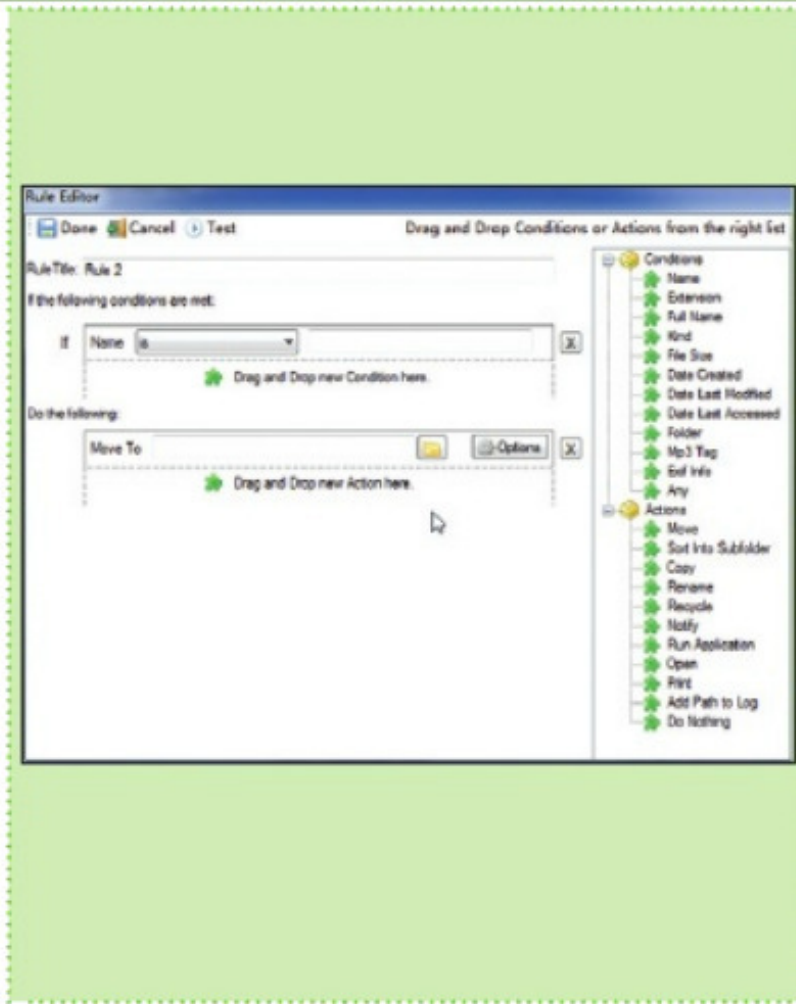 Rule Editor
Done Cancel Test Drag and Drop Conditions or Actions from the right list
Rule Title: Rule 2
If the following conditions are met:
If Name is X
Drag and Drop new Condition here.
Do the following:
Move To Options X
Drag and Drop new Action here.
Conditions
Name
Extension
Full Name
Kind
File Size
Date Created
Date Last Modified
Date Last Accessed
Folder
Mp3 Tag
Exif Info
Any
Actions
Move
Sort Into Subfolder
Copy
Rename
Recycle
Notify
Run Application
Open
Print
Add Path to Log
Do Nothing